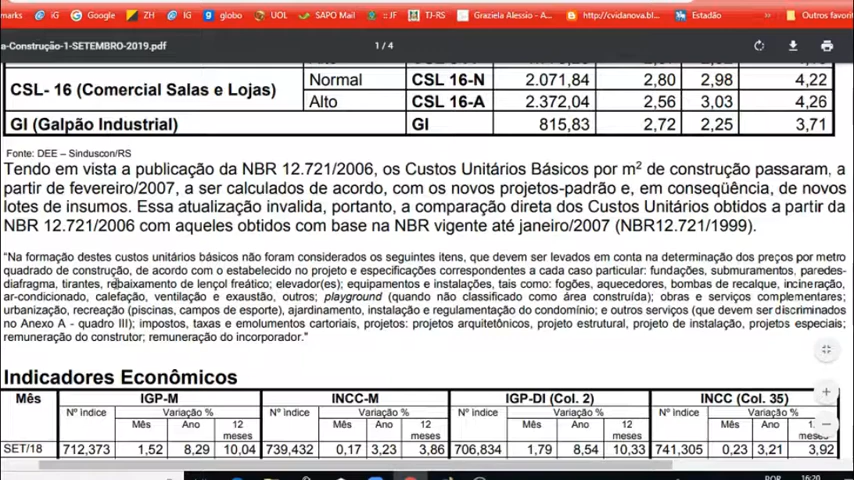 marks iG Google ZH iG globo UOL SAPO Mail :: JF TJ-RS Graziela Alessio - A... http://cvidanova.bl... Estadão Outros favorit
a-Construção-1-SETEMBRO-2019.pdf 1 / 4
CSL- 16 (Comercial Salas e Lojas)
Normal CSL 16-N 2.071,84 2,80 2,98 4,22
Alto CSL 16-A 2.372,04 2,56 3,03 4,26
GI (Galpão Industrial) GI 815,83 2,72 2,25 3,71
Fonte: DEE – Sinduscon/RS
Tendo em vista a publicação da NBR 12.721/2006, os Custos Unitários Básicos por m² de construção passaram, a
partir de fevereiro/2007, a ser calculados de acordo, com os novos projetos-padrão e, em conseqüência, de novos
lotes de insumos. Essa atualização invalida, portanto, a comparação direta dos Custos Unitários obtidos a partir da
NBR 12.721/2006 com aqueles obtidos com base na NBR vigente até janeiro/2007 (NBR12.721/1999).
"Na formação destes custos unitários básicos não foram considerados os seguintes itens, que devem ser levados em conta na determinação dos preços por metro
quadrado de construção, de acordo com o estabelecido no projeto e especificações correspondentes a cada caso particular: fundações, submuramentos, paredes-
diafragma, tirantes, rebaixamento de lençol freático; elevador(es); equipamentos e instalações, tais como: fogões, aquecedores, bombas de recalque, incineração,
ar-condicionado, calefação, ventilação e exaustão, outros; playground (quando não classificado como área construída); obras e serviços complementares;
urbanização, recreação (piscinas, campos de esporte), ajardinamento, instalação e regulamentação do condomínio; e outros serviços (que devem ser discriminados
no Anexo A - quadro III); impostos, taxas e emolumentos cartoriais, projetos: projetos arquitetônicos, projeto estrutural, projeto de instalação, projetos especiais;
remuneração do construtor; remuneração do incorporador."
Indicadores Econômicos
Mês IGP-M INCC-M IGP-DI (Col. 2) INCC (Col. 35)
Nº índice Variação % Nº índice Variação % Nº índice Variação % Nº índice Variação %
Mês Ano 12 meses Mês Ano 12 meses Mês Ano 12 meses Mês Ano meses
SET/18 712,373 1,52 8,29 10,04 739,432 0,17 3,23 3,86 706,834 1,79 8,54 10,33 741,305 0,23 3,21 3,92
POR 16:20